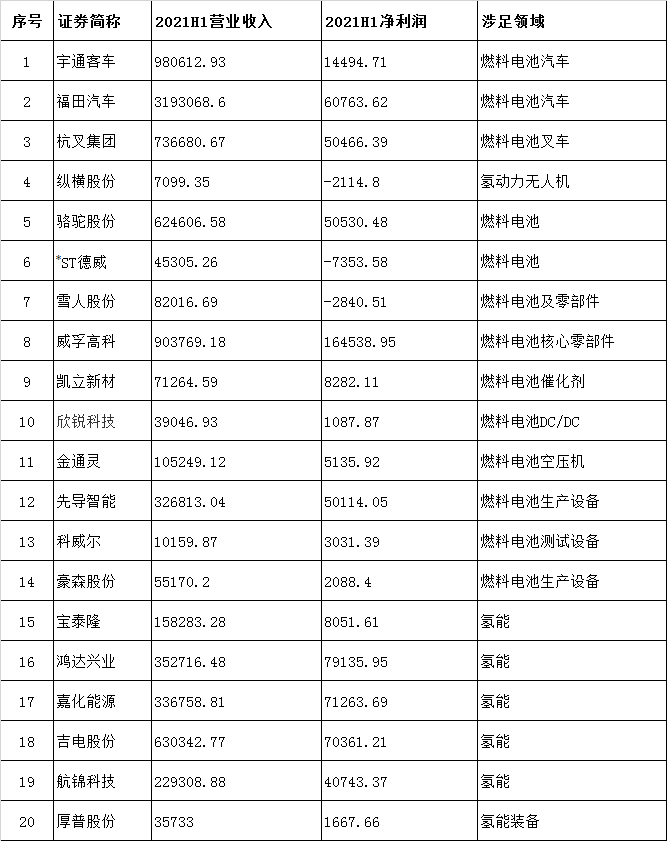 序号 证券简称 2021H1营业收入 2021H1净利润 涉足领域
1 宇通客车 980612.93 14494.71 燃料电池汽车
2 福田汽车 3193068.6 60763.62 燃料电池汽车
3 杭叉集团 736680.67 50466.39 燃料电池叉车
4 纵横股份 7099.35 -2114.8 氢动力无人机
5 骆驼股份 624606.58 50530.48 燃料电池
6 *ST德威 45305.26 -7353.58 燃料电池
7 雪人股份 82016.69 -2840.51 燃料电池及零部件
8 威孚高科 903769.18 164538.95 燃料电池核心零部件
9 凯立新材 71264.59 8282.11 燃料电池催化剂
10 欣锐科技 39046.93 1087.87 燃料电池DC/DC
11 金通灵 105249.12 5135.92 燃料电池空压机
12 先导智能 326813.04 50114.05 燃料电池生产设备
13 科威尔 10159.87 3031.39 燃料电池测试设备
14 豪森股份 55170.2 2088.4 燃料电池生产设备
15 宝泰隆 158283.28 8051.61 氢能
16 鸿达兴业 352716.48 79135.95 氢能
17 嘉化能源 336758.81 71263.69 氢能
18 吉电股份 630342.77 70361.21 氢能
19 航锦科技 229308.88 40743.37 氢能
20 厚普股份 35733 1667.66 氢能装备